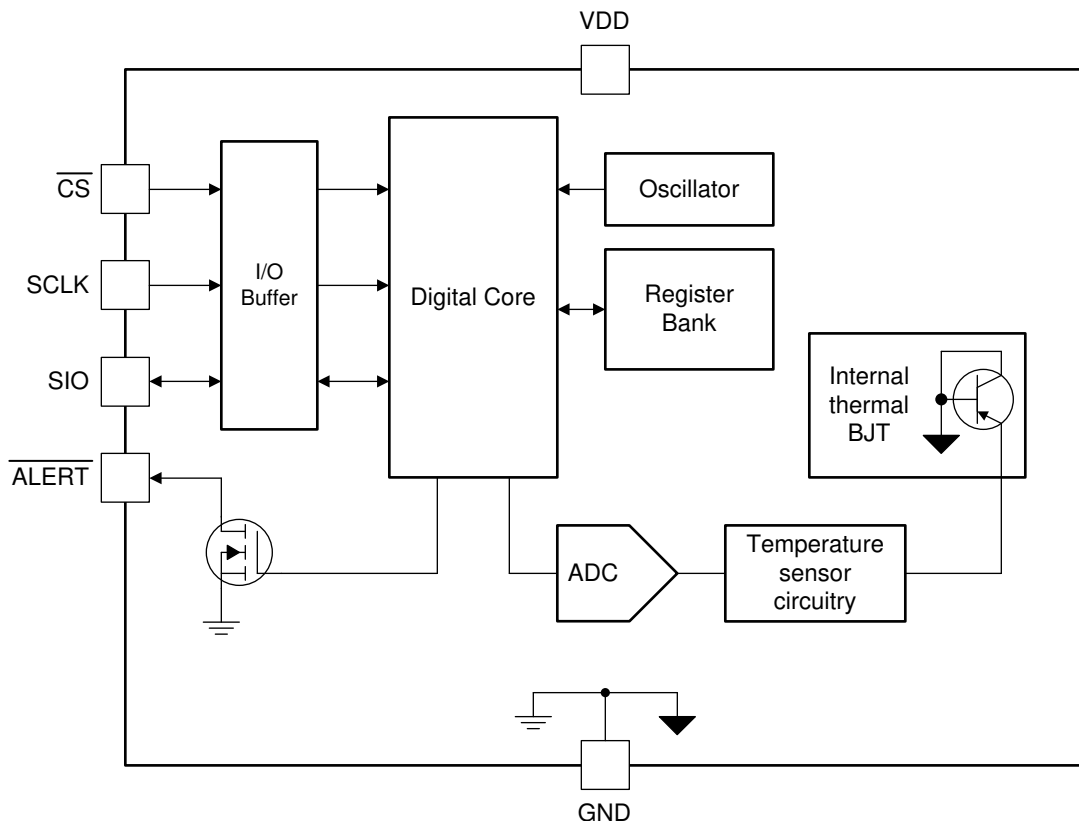 VDD
CS
SCLK
SIO
ALERT
I/O
Buffer
Digital Core
Oscillator
Register
Bank
Internal
thermal
BJT
ADC
Temperature
sensor
circuitry
GND